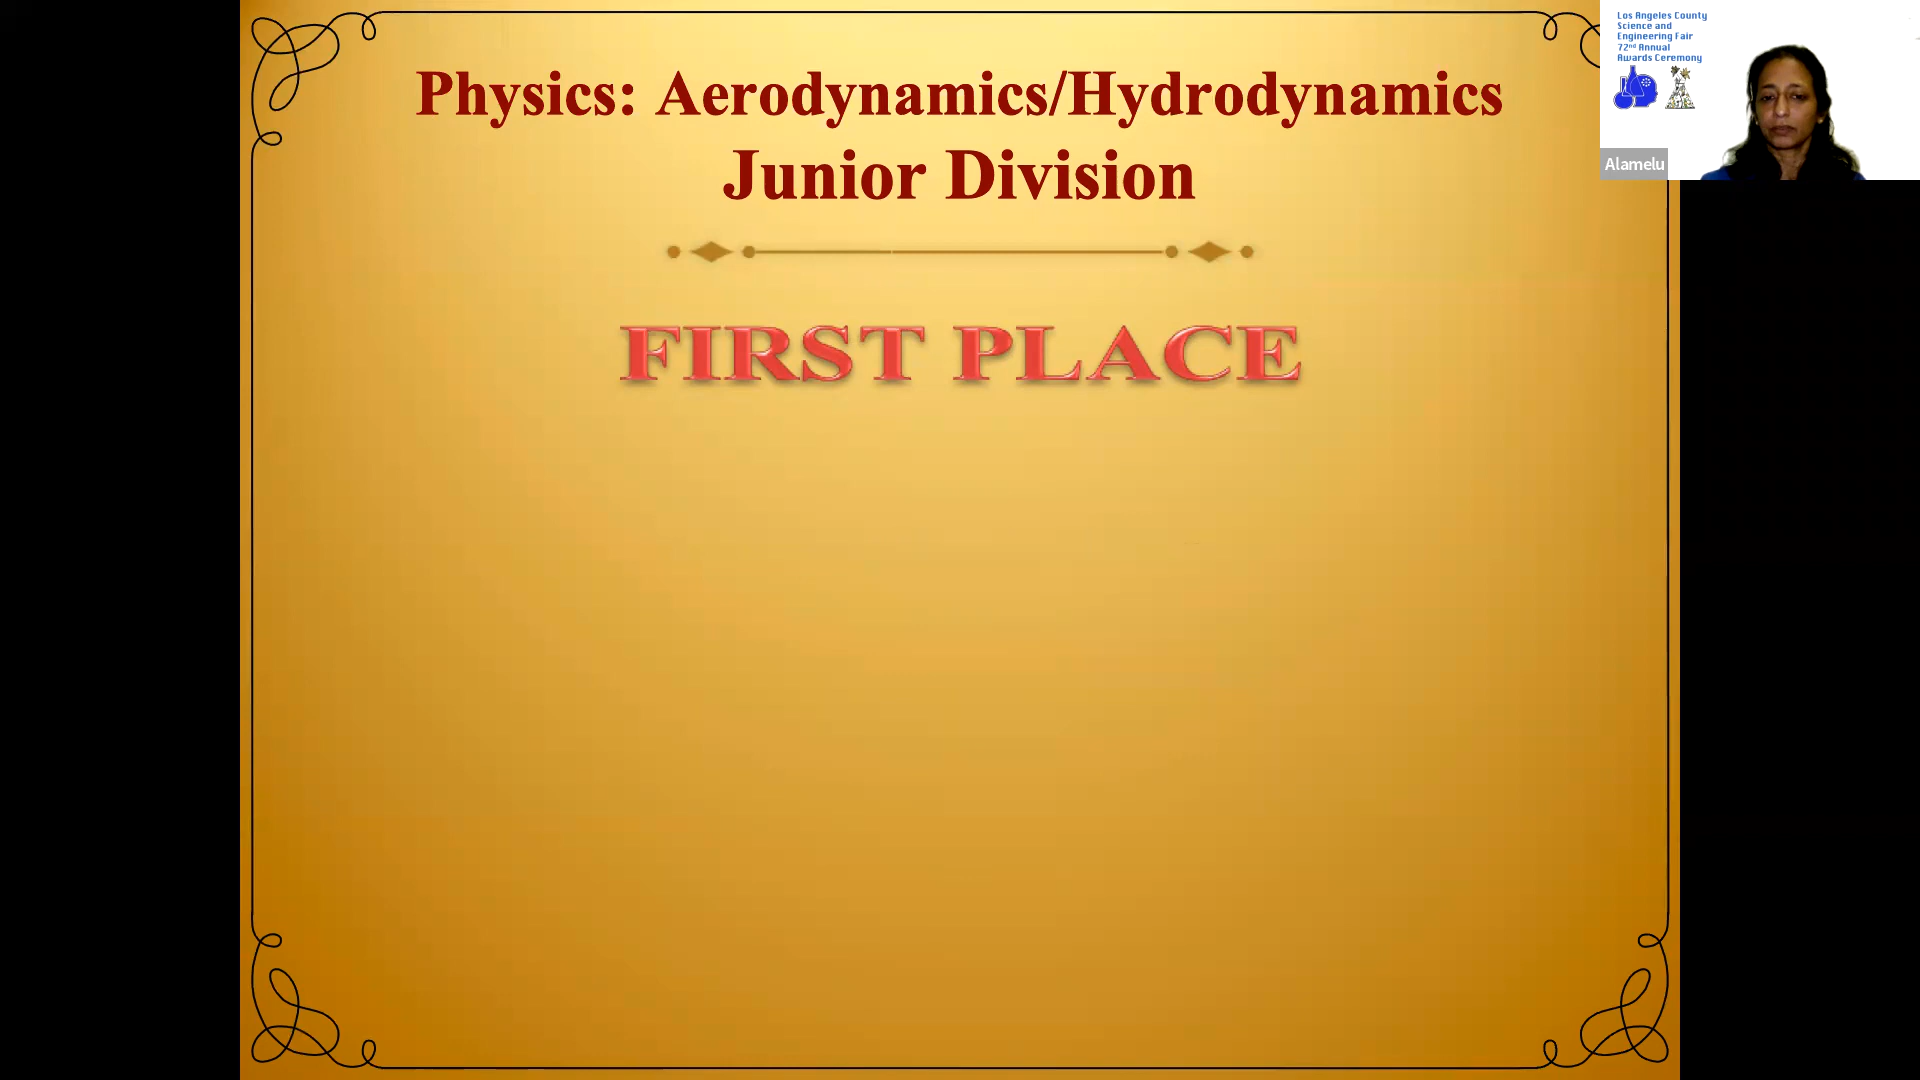 Physics: Aerodynamics/Hydrodynamics
Junior Division
FIRST PLACE
Los Angeles County
Science and
Engineering Fair
72nd Annual
Awards Ceremony
Alamelu